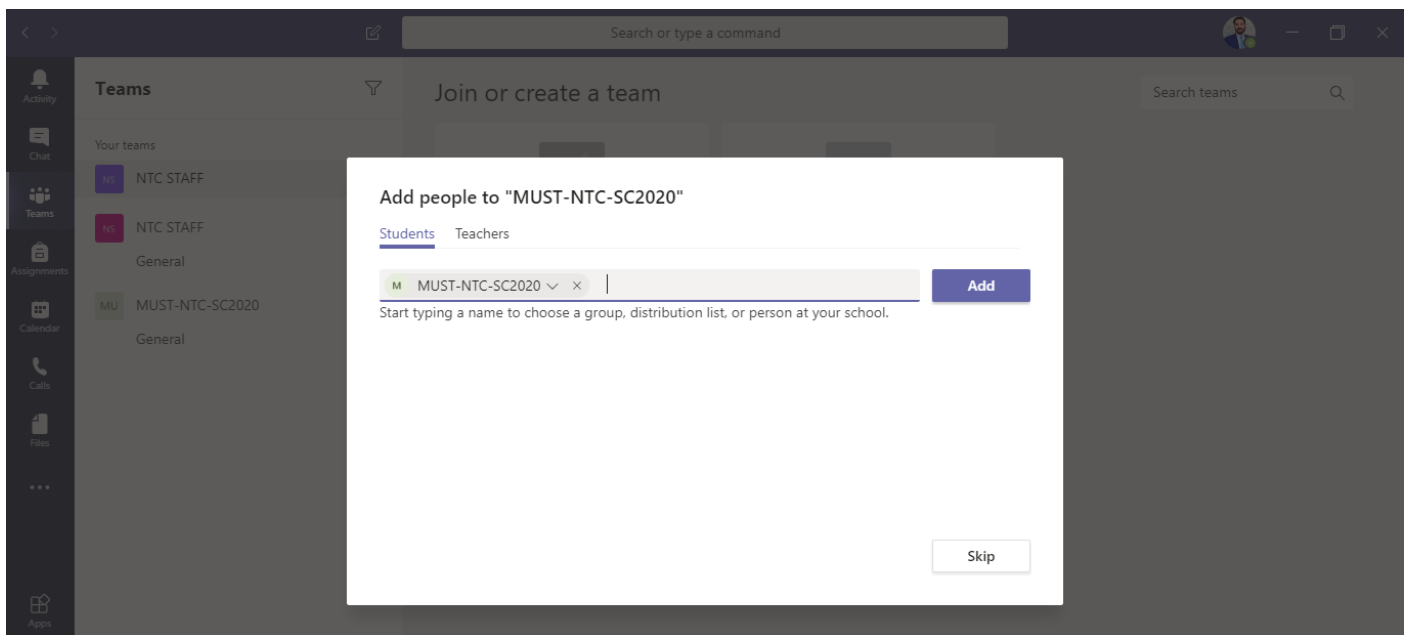 Search or type a command
Activity
Chat
Teams
Assignments
Calendar
Calls
Files
Apps
Teams
Your teams
NS NTC STAFF
NS NTC STAFF
General
MU MUST-NTC-SC2020
General
Join or create a team
Search teams
Add people to "MUST-NTC-SC2020"
Students Teachers
M MUST-NTC-SC2020
Add
Start typing a name to choose a group, distribution list, or person at your school.
Skip